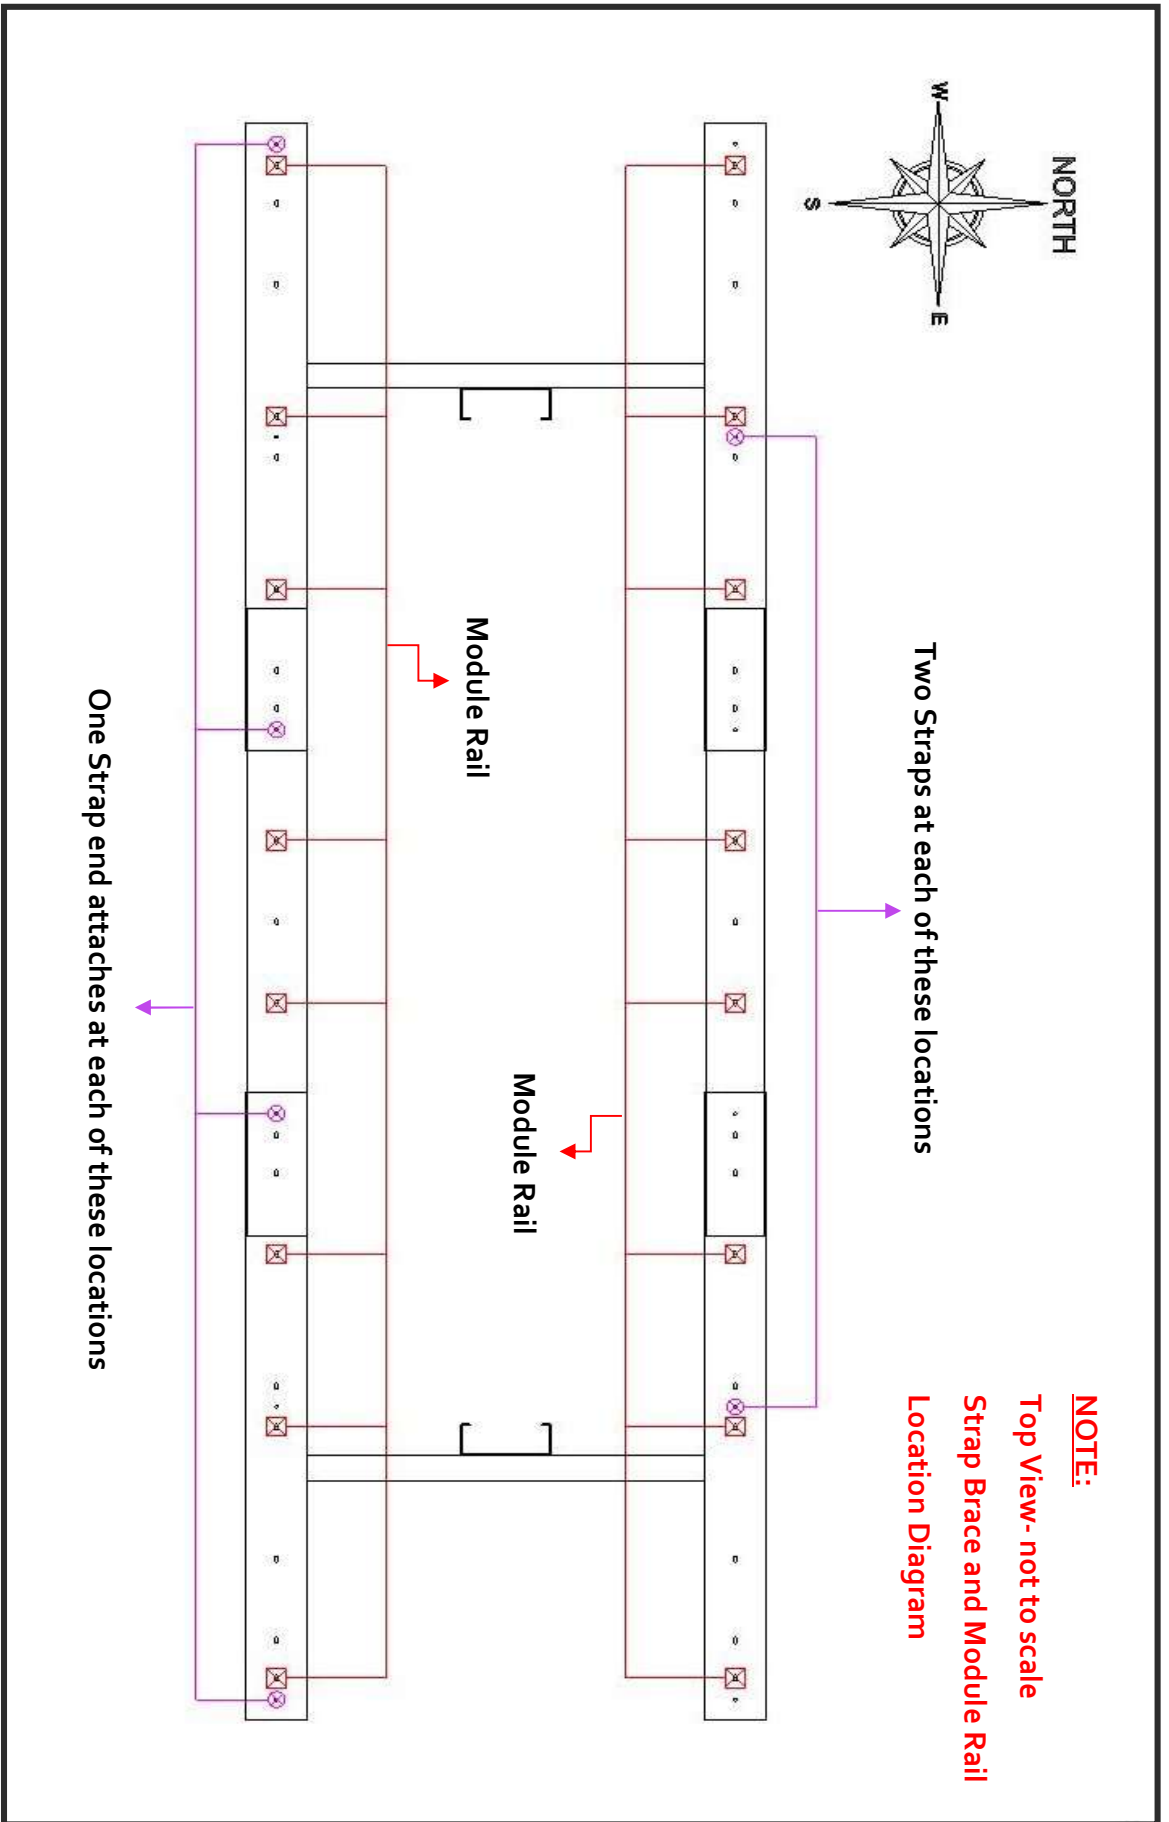 NORTH
W
E
S
NOTE:
Top View- not to scale
Strap Brace and Module Rail
Location Diagram
Two Straps at each of these locations
Module Rail
Module Rail
One Strap end attaches at each of these locations